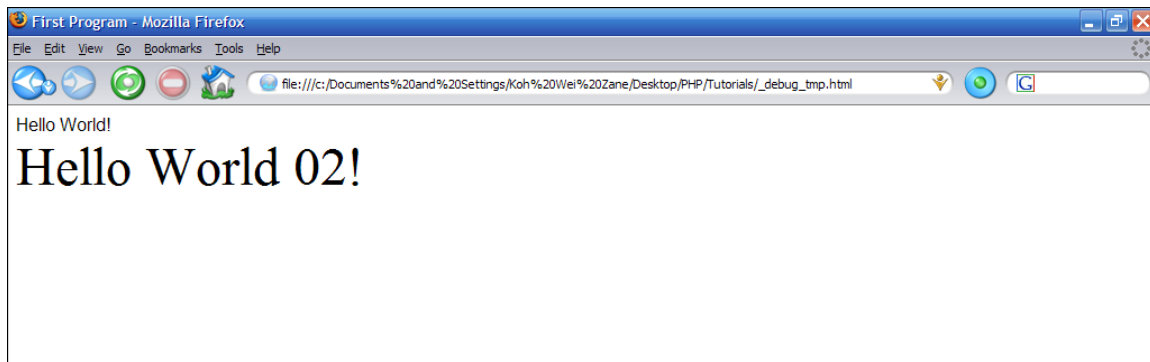 First Program - Mozilla Firefox
File Edit View Go Bookmarks Tools Help
file:///c:/Documents%20and%20Settings/Koh%20Wei%20Zane/Desktop/PHP/Tutorials/_debug_tmp.html G
Hello World!
Hello World 02!